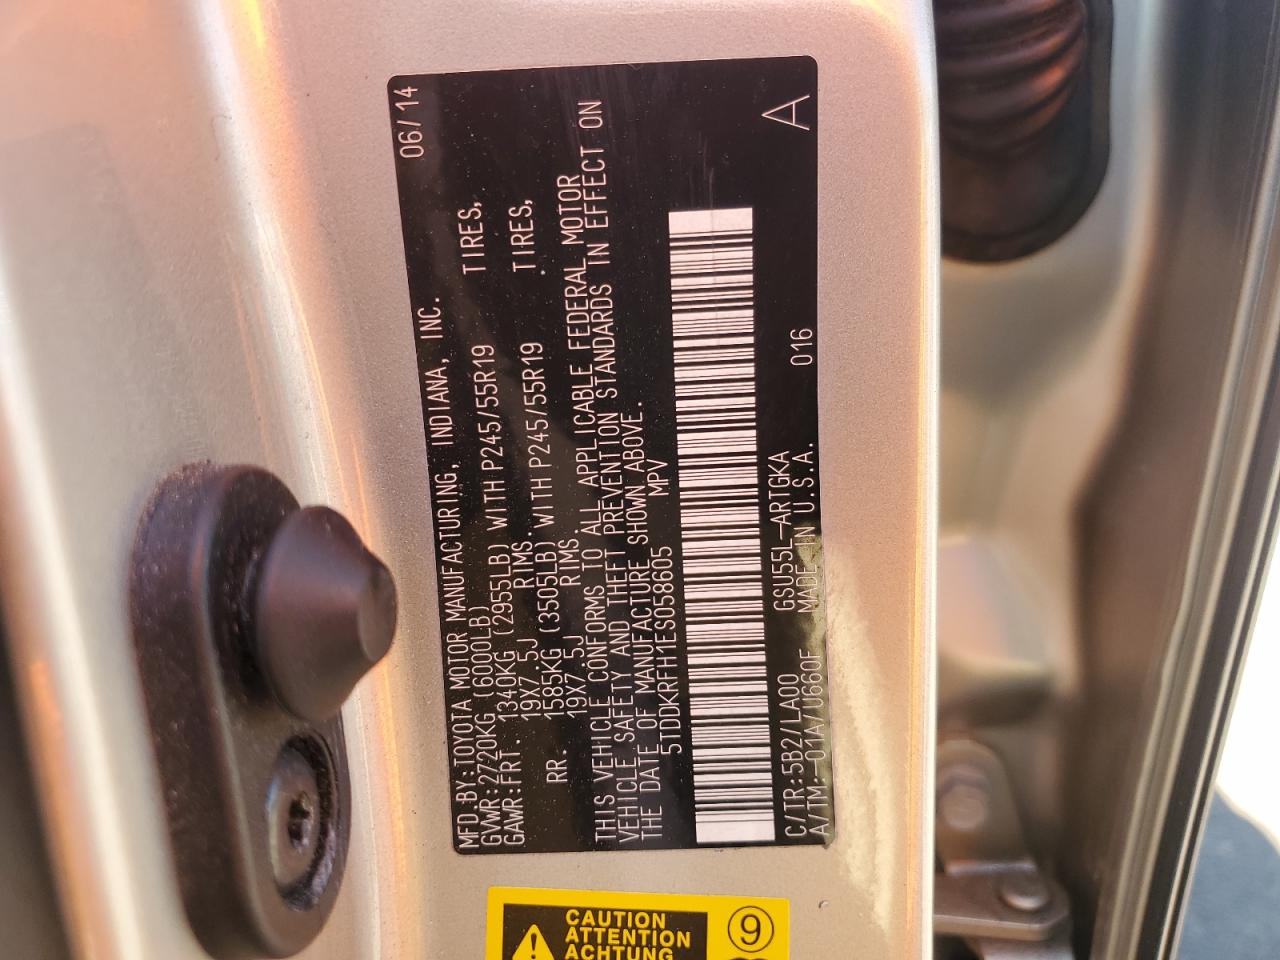 MFD.BY:TOYOTA MOTOR MANUFACTURING, INDIANA, INC. 06/14
GVWR:2720KG (6000LB)
GAWR:FRT. 1340KG (2955LB) WITH P245/55R19 TIRES,
19X7.5J RIMS.
RR. 1585KG (3505LB) WITH P245/55R19 TIRES,
19X7.5J RIMS.
THIS VEHICLE CONFORMS TO ALL APPLICABLE FEDERAL MOTOR
VEHICLE SAFETY AND THEFT PREVENTION STANDARDS IN EFFECT ON
THE DATE OF MANUFACTURE SHOWN ABOVE.
5TDDKRFH1ES058605 MPV
C/TR:5B2/LA00 GSU55L-ARTGKA A
A/TM:-01A/U660F MADE IN U.S.A. 016
CAUTION
ATTENTION
ACHTUNG
9